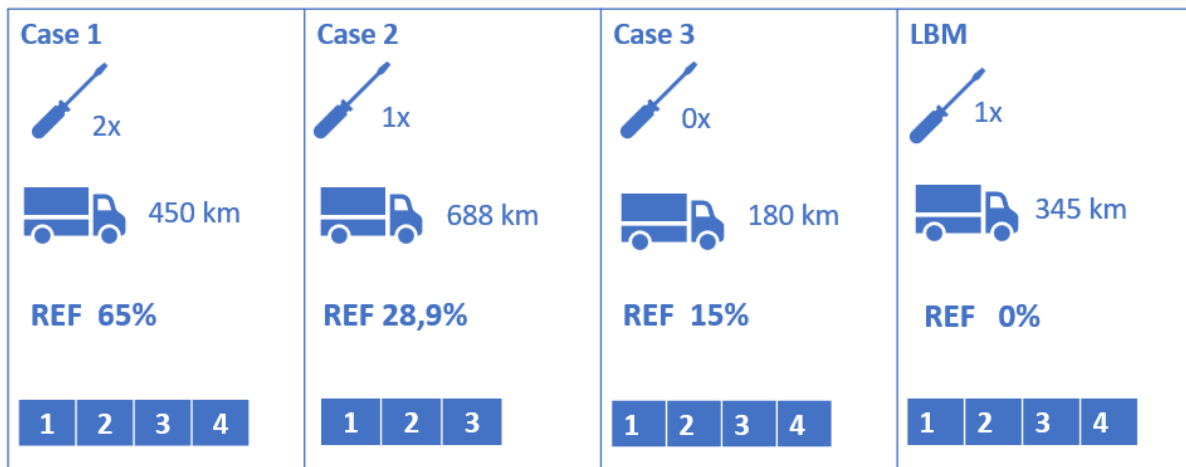 Case 1
2x
450 km
REF 65%
1 2 3 4
Case 2
1x
688 km
REF 28,9%
1 2 3
Case 3
0x
180 km
REF 15%
1 2 3 4
LBM
1x
345 km
REF 0%
1 2 3 4